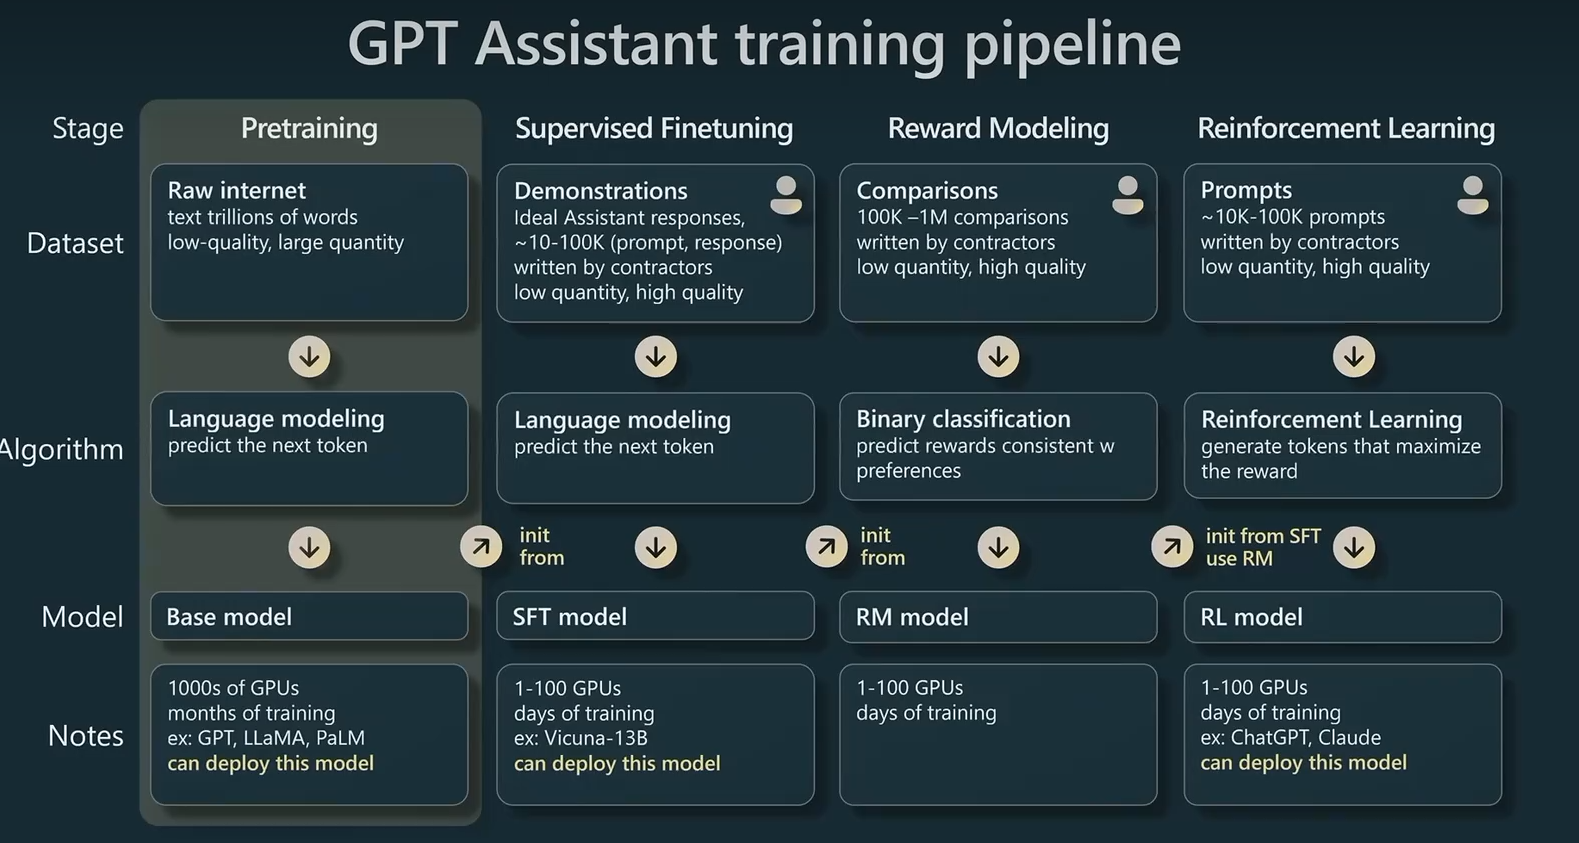 GPT Assistant training pipeline
Stage
Pretraining
Supervised Finetuning
Reward Modeling
Reinforcement Learning
Dataset
Raw internet
text trillions of words
low-quality, large quantity
Demonstrations
Ideal Assistant responses,
~10-100K (prompt, response)
written by contractors
low quantity, high quality
Comparisons
100K –1M comparisons
written by contractors
low quantity, high quality
Prompts
~10K-100K prompts
written by contractors
low quantity, high quality
Algorithm
Language modeling
predict the next token
Language modeling
predict the next token
Binary classification
predict rewards consistent w
preferences
Reinforcement Learning
generate tokens that maximize
the reward
init
from
init
from
init from SFT
use RM
Model
Base model
SFT model
RM model
RL model
Notes
1000s of GPUs
months of training
ex: GPT, LLaMA, PaLM
can deploy this model
1-100 GPUs
days of training
ex: Vicuna-13B
can deploy this model
1-100 GPUs
days of training
1-100 GPUs
days of training
ex: ChatGPT, Claude
can deploy this model